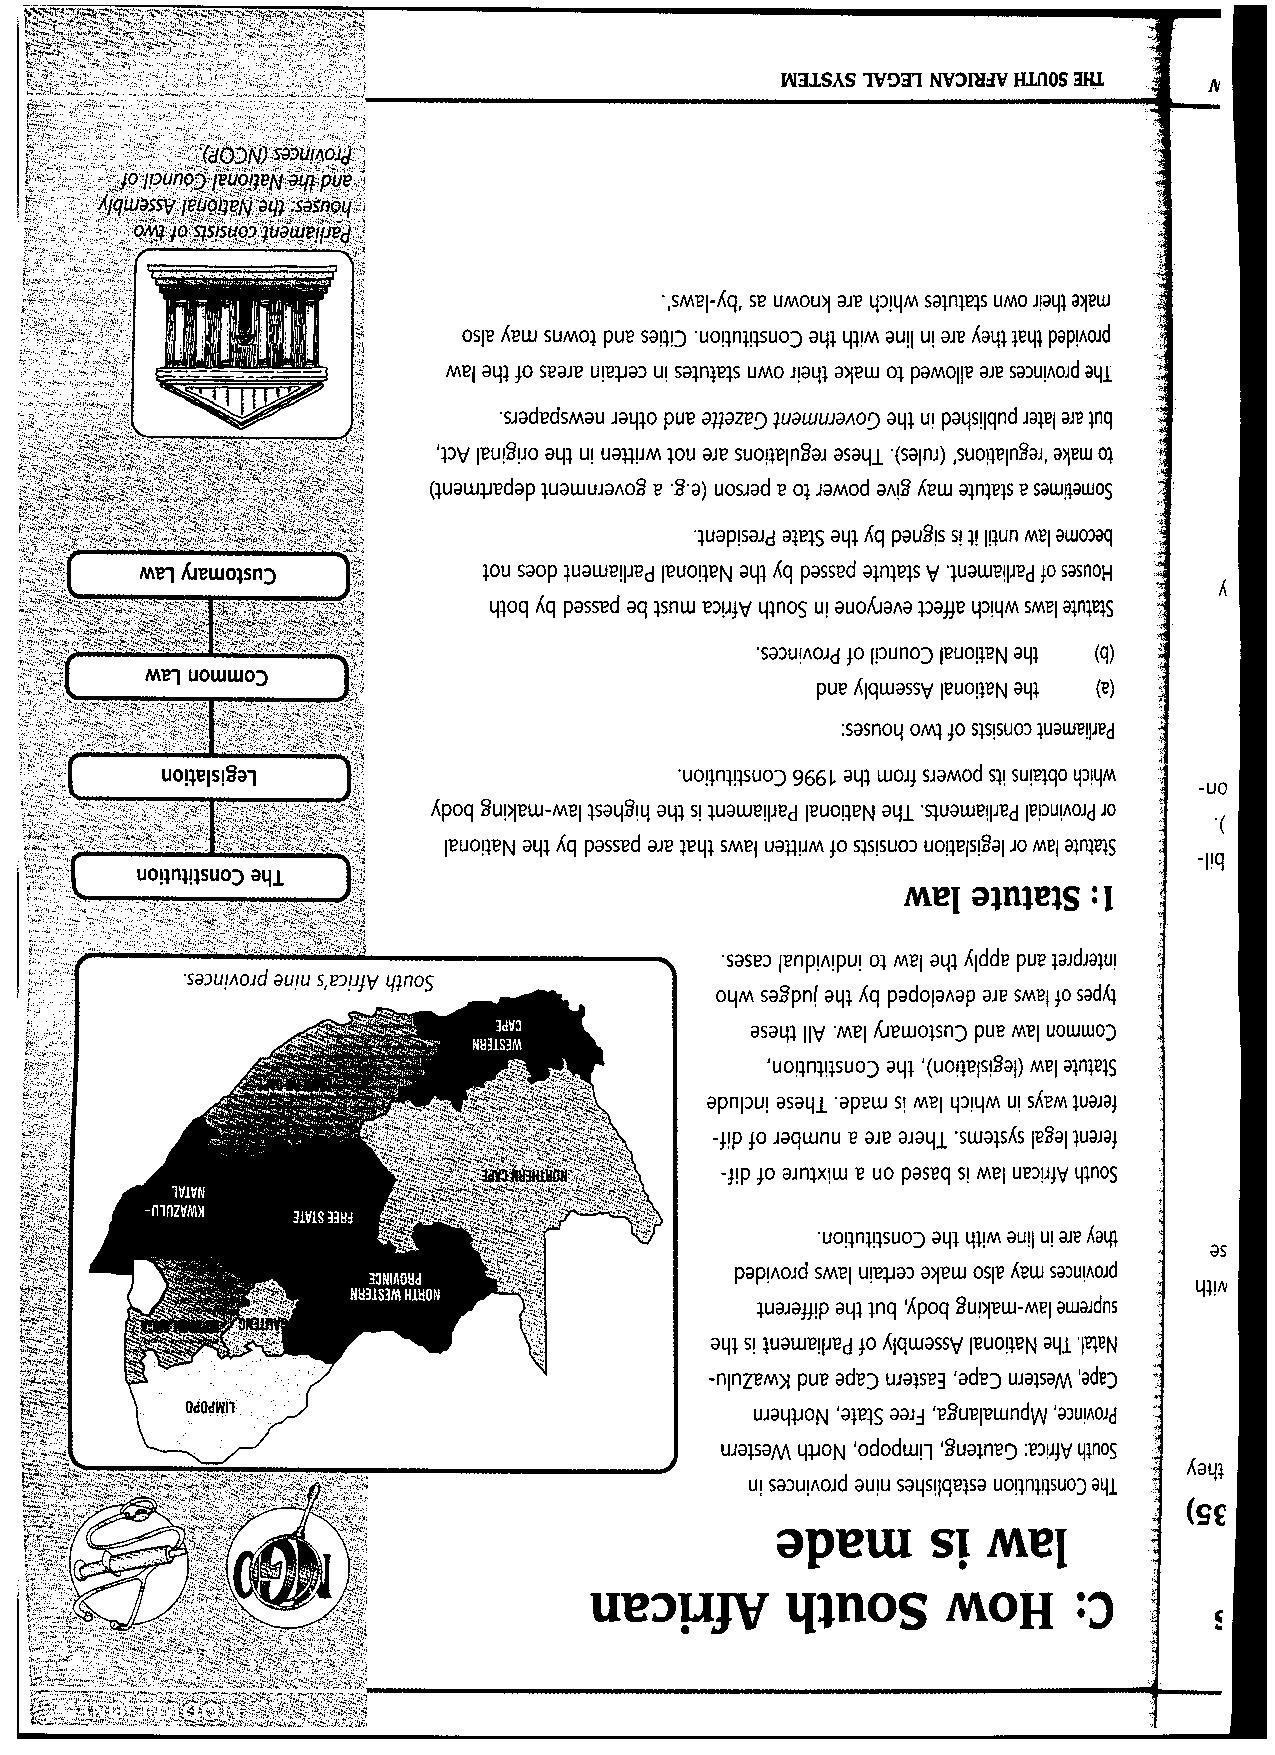 C: How South African
law is made
NGO
The Constitution establishes nine provinces in
South Africa: Gauteng, Limpopo, North Western
Province, Mpumalanga, Free State, Northern
Cape, Western Cape, Eastern Cape and KwaZulu-
Natal. The National Assembly of Parliament is the
supreme law-making body, but the different
provinces may also make certain laws provided
they are in line with the Constitution.
South African law is based on a mixture of dif-
ferent legal systems. There are a number of dif-
ferent ways in which law is made. These include
Statute law (legislation), the Constitution,
Common law and Customary law. All these
types of laws are developed by the judges who
interpret and apply the law to individual cases.
LIMPOPO
GAUTENG
NORTH WESTERN
PROVINCE
FREE STATE
KWAZULU-
NATAL
NORTHERN CAPE
WESTERN
CAPE
South Africa's nine provinces.
1: Statute law
Statute law or legislation consists of written laws that are passed by the National
or Provincial Parliaments. The National Parliament is the highest law-making body
which obtains its powers from the 1996 Constitution.
Parliament consists of two houses:
(a) the National Assembly and
(b) the National Council of Provinces.
Statute laws which affect everyone in South Africa must be passed by both
Houses of Parliament. A statute passed by the National Parliament does not
become law until it is signed by the State President.
Sometimes a statute may give power to a person (e.g. a government department)
to make 'regulations' (rules). These regulations are not written in the original Act,
but are later published in the Government Gazette and other newspapers.
The provinces are allowed to make their own statutes in certain areas of the law
provided that they are in line with the Constitution. Cities and towns may also
make their own statutes which are known as 'by-laws'.
The Constitution
Legislation
Common Law
Customary Law
Parliament consists of two
houses: the National Assembly
and the National Council of
Provinces (NCOP).
THE SOUTH AFRICAN LEGAL SYSTEM
35)
they
with
se
bil-
).
on-
y
N